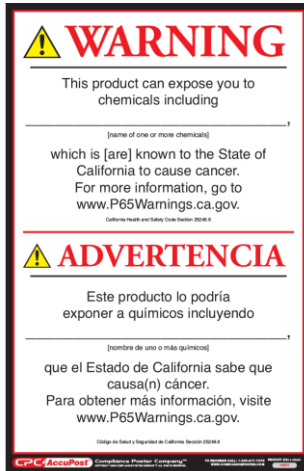 WARNING
This product can expose you to
chemicals including
,
[name of one or more chemicals]
which is [are] known to the State of
California to cause cancer.
For more information, go to
www.P65Warnings.ca.gov.
California Health and Safety Code Section 25249.6
ADVERTENCIA
Este producto lo podría
exponer a químicos incluyendo
,
[nombre de uno o más químicos]
que el Estado de California sabe que
causa(n) cáncer.
Para obtener más información, visite
www.P65Warnings.ca.gov.
Código de Salud y Seguridad de California Sección 25249.6
CPC AccuPost Compliance Poster Company
WWW.COMPLIANCEPOSTER.COM